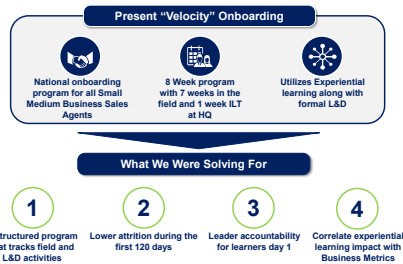 Present “Velocity” Onboarding
National onboarding
program for all Small
Medium Business Sales
Agents
8 Week program
with 7 weeks in the
field and 1 week ILT
at HQ
Utilizes Experiential
learning along with
formal L&D
What We Were Solving For
1
tructured program
at tracks field and
L&D activities
2
Lower attrition during the
first 120 days
3
Leader accountability
for learners day 1
4
Correlate experiential
learning impact with
Business Metrics